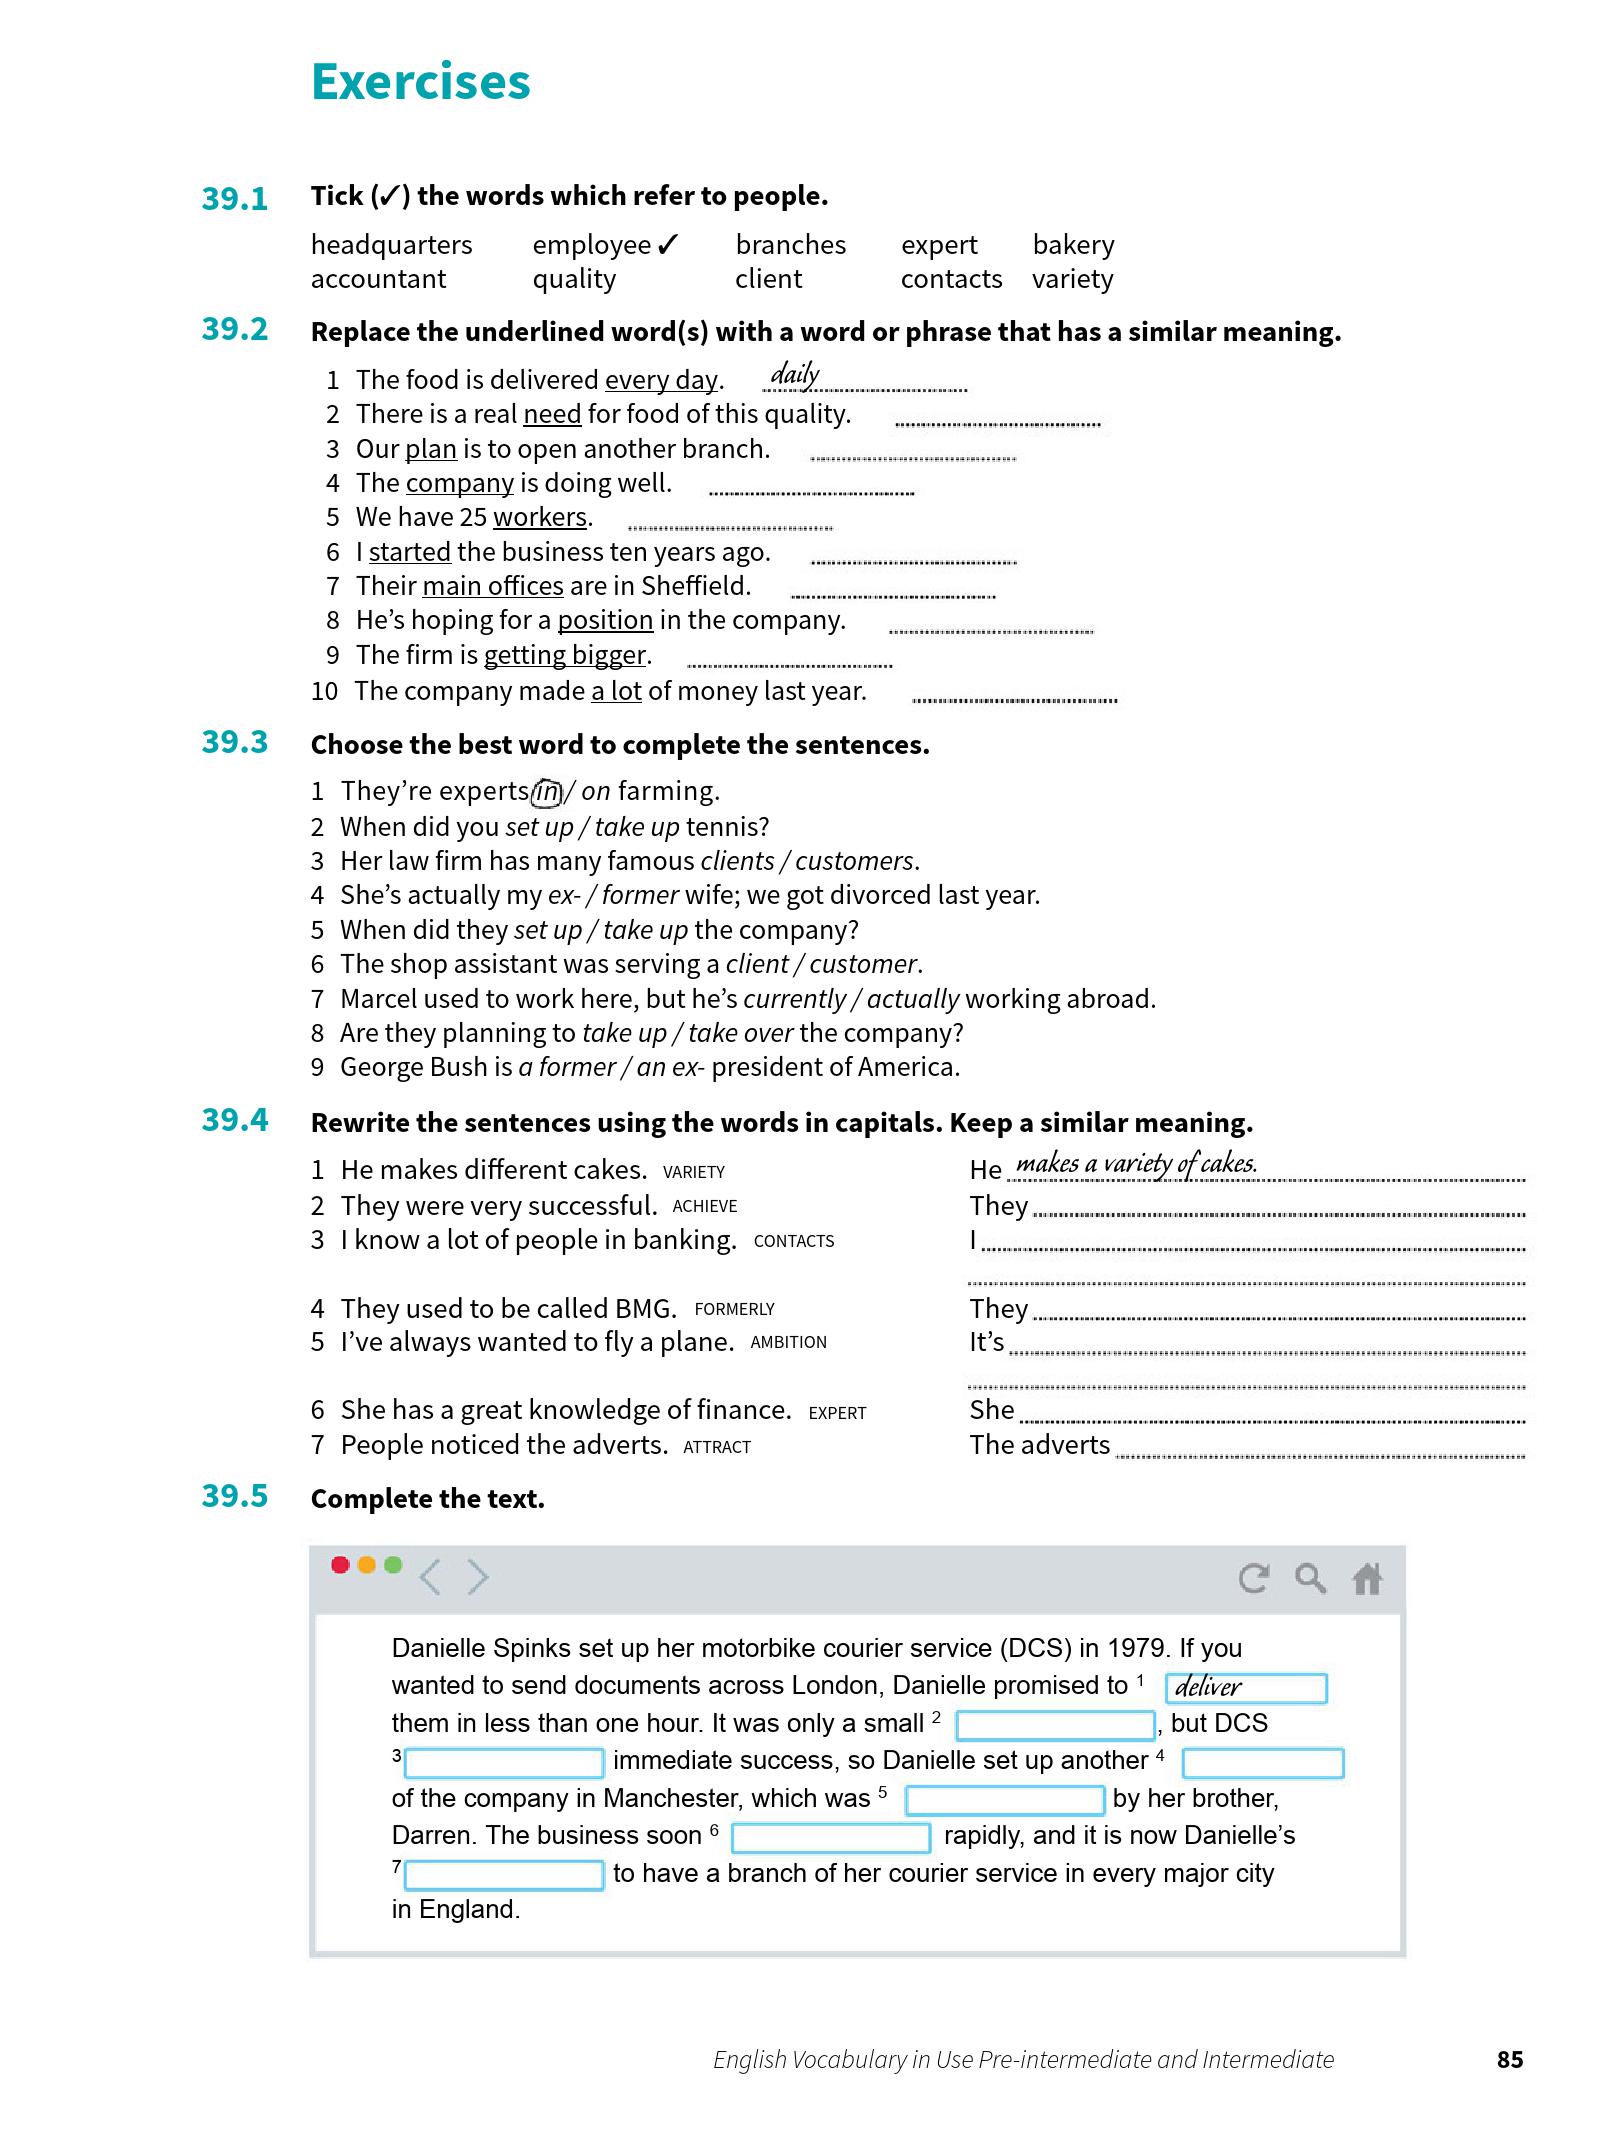 Exercises
39.1 Tick (✓) the words which refer to people.
headquarters employee ✓ branches expert bakery
accountant quality client contacts variety
39.2 Replace the underlined word(s) with a word or phrase that has a similar meaning.
1 The food is delivered every day. daily
2 There is a real need for food of this quality.
3 Our plan is to open another branch.
4 The company is doing well.
5 We have 25 workers.
6 I started the business ten years ago.
7 Their main offices are in Sheffield.
8 He’s hoping for a position in the company.
9 The firm is getting bigger.
10 The company made a lot of money last year.
39.3 Choose the best word to complete the sentences.
1 They’re experts in / on farming.
2 When did you set up / take up tennis?
3 Her law firm has many famous clients / customers.
4 She’s actually my ex- / former wife; we got divorced last year.
5 When did they set up / take up the company?
6 The shop assistant was serving a client / customer.
7 Marcel used to work here, but he’s currently / actually working abroad.
8 Are they planning to take up / take over the company?
9 George Bush is a former / an ex- president of America.
39.4 Rewrite the sentences using the words in capitals. Keep a similar meaning.
1 He makes different cakes. VARIETY He makes a variety of cakes.
2 They were very successful. ACHIEVE They
3 I know a lot of people in banking. CONTACTS I
4 They used to be called BMG. FORMERLY They
5 I’ve always wanted to fly a plane. AMBITION It’s
6 She has a great knowledge of finance. EXPERT She
7 People noticed the adverts. ATTRACT The adverts
39.5 Complete the text.
Danielle Spinks set up her motorbike courier service (DCS) in 1979. If you
wanted to send documents across London, Danielle promised to 1 deliver
them in less than one hour. It was only a small 2 , but DCS
3 immediate success, so Danielle set up another 4
of the company in Manchester, which was 5 by her brother,
Darren. The business soon 6 rapidly, and it is now Danielle’s
7 to have a branch of her courier service in every major city
in England.
English Vocabulary in Use Pre-intermediate and Intermediate 85